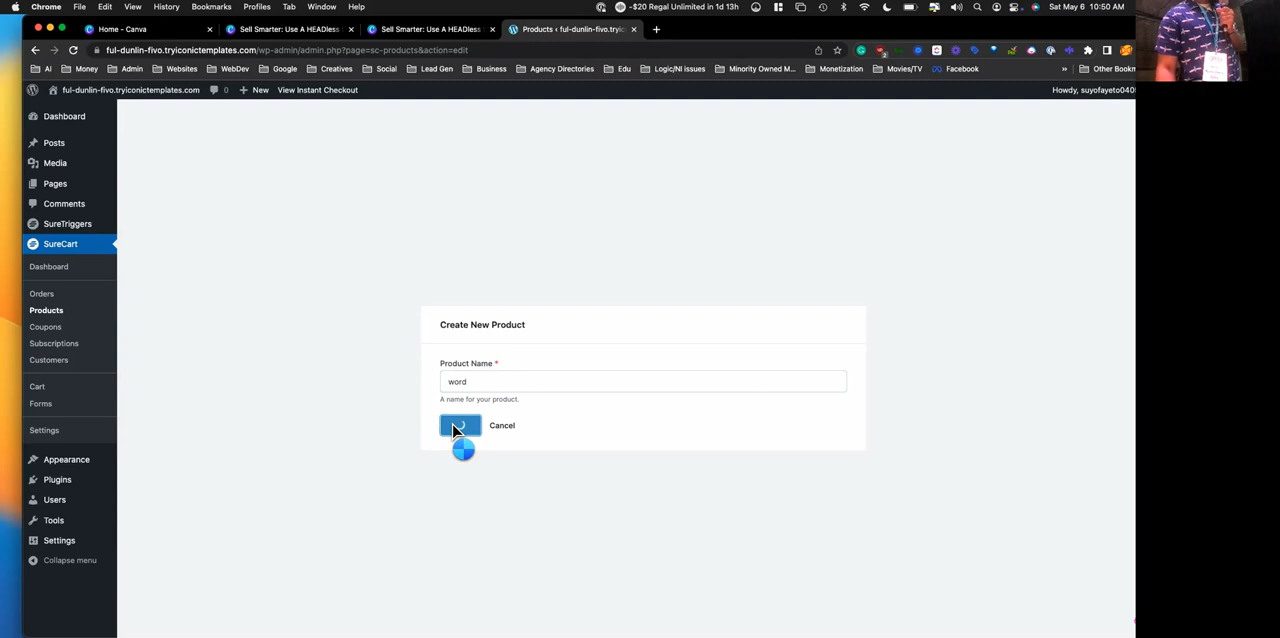 Chrome File Edit View History Bookmarks Profiles Tab Window Help -$20 Regal Unlimited in 1d 13h Sat May 6 10:50 AM
Home - Canva Sell Smarter: Use A HEADless Sell Smarter: Use A HEADless Products ‹ ful-dunlin-fivo.tryic
ful-dunlin-fivo.tryiconictemplates.com/wp-admin/admin.php?page=sc-products&action=edit
AI Money Admin Websites WebDev Google Creatives Social Lead Gen Business Agency Directories Edu Logic/NI issues Minority Owned M... Monetization Movies/TV Facebook » Other Bookm
ful-dunlin-fivo.tryiconictemplates.com 0 New View Instant Checkout Howdy, suyofayeto040
Dashboard
Posts
Media
Pages
Comments
SureTriggers
SureCart
Dashboard
Orders
Products
Coupons
Subscriptions
Customers
Cart
Forms
Settings
Appearance
Plugins
Users
Tools
Settings
Collapse menu
Create New Product
Product Name *
word
A name for your product.
Cancel